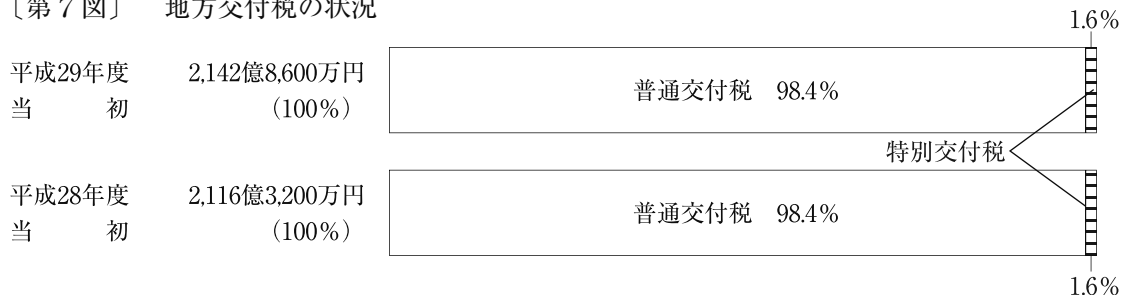 〔第7図〕 地方交付税の状況
1.6%
平成29年度 2,142億8,600万円 普通交付税 98.4%
当初 (100%)
特別交付税
平成28年度 2,116億3,200万円 普通交付税 98.4%
当初 (100%)
1.6%